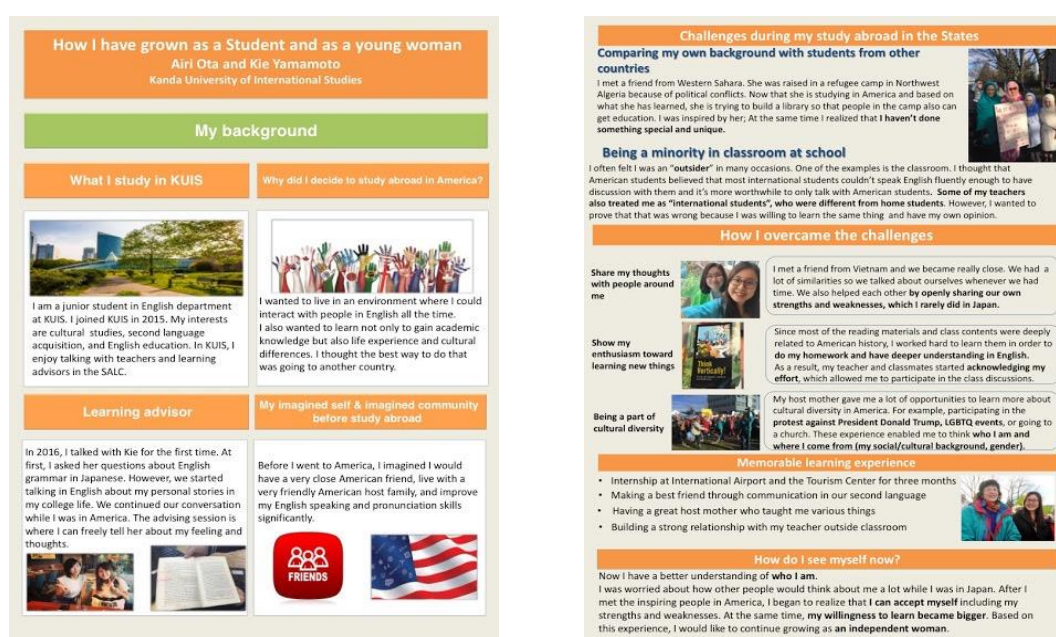 How I have grown as a Student and as a young woman
Airi Ota and Kie Yamamoto
Kanda University of International Studies
My background
What I study in KUIS
I am a junior student in English department
at KUIS. I joined KUIS in 2015. My interests
are cultural studies, second language
acquisition, and English education. In KUIS, I
enjoy talking with teachers and learning
advisors in the SALC.
Why did I decide to study abroad in America?
I wanted to live in an environment where I could
interact with people in English all the time.
I also wanted to learn not only to gain academic
knowledge but also life experience and cultural
differences. I thought the best way to do that
was going to another country.
Learning advisor
In 2016, I talked with Kie for the first time. At
first, I asked her questions about English
grammar in Japanese. However, we started
talking in English about my personal stories in
my college life. We continued our conversation
while I was in America. The advising session is
where I can freely tell her about my feeling and
thoughts.
My imagined self & imagined community
before study abroad
Before I went to America, I imagined I would
have a very close American friend, live with a
very friendly American host family, and improve
my English speaking and pronunciation skills
significantly.
FRIENDS
Challenges during my study abroad in the States
Comparing my own background with students from other
countries
I met a friend from Western Sahara. She was raised in a refugee camp in Northwest
Algeria because of political conflicts. Now that she is studying in America and based on
what she has learned, she is trying to build a library so that people in the camp also can
get education. I was inspired by her; At the same time I realized that I haven't done
something special and unique.
Being a minority in classroom at school
I often felt I was an “outsider” in many occasions. One of the examples is the classroom. I thought that
American students believed that most international students couldn't speak English fluently enough to have
discussion with them and it's more worthwhile to only talk with American students. Some of my teachers
also treated me as “international students”, who were different from home students. However, I wanted to
prove that that was wrong because I was willing to learn the same thing and have my own opinion.
How I overcame the challenges
Share my thoughts
with people around
me
I met a friend from Vietnam and we became really close. We had a
lot of similarities so we talked about ourselves whenever we had
time. We also helped each other by openly sharing our own
strengths and weaknesses, which I rarely did in Japan.
Show my
enthusiasm toward
learning new things
Think
Vertically!
Since most of the reading materials and class contents were deeply
related to American history, I worked hard to learn them in order to
do my homework and have deeper understanding in English.
As a result, my teacher and classmates started acknowledging my
effort, which allowed me to participate in the class discussions.
Being a part of
cultural diversity
My host mother gave me a lot of opportunities to learn more about
cultural diversity in America. For example, participating in the
protest against President Donald Trump, LGBTQ events, or going to
a church. These experience enabled me to think who I am and
where I come from (my social/cultural background, gender).
Memorable learning experience
• Internship at International Airport and the Tourism Center for three months
• Making a best friend through communication in our second language
• Having a great host mother who taught me various things
• Building a strong relationship with my teacher outside classroom
How do I see myself now?
Now I have a better understanding of who I am.
I was worried about how other people would think about me a lot while I was in Japan. After I
met the inspiring people in America, I began to realize that I can accept myself including my
strengths and weaknesses. At the same time, my willingness to learn became bigger. Based on
this experience, I would like to continue growing as an independent woman.